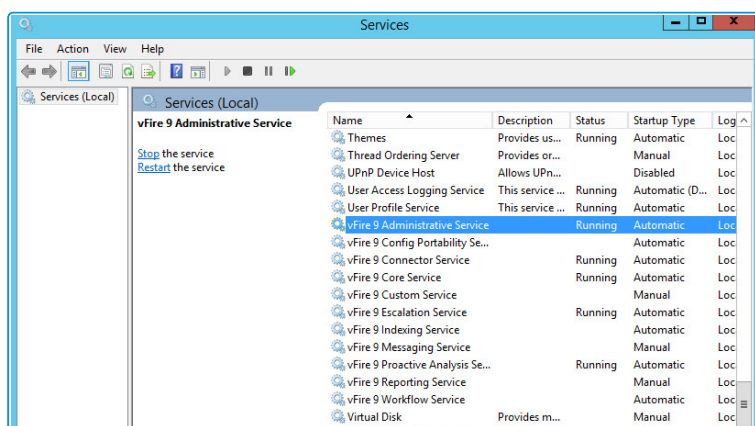 Services
File Action View Help
Services (Local)
Services (Local)
vFire 9 Administrative Service
Stop the service
Restart the service
Name Description Status Startup Type Log
Themes Provides us... Running Automatic Loc
Thread Ordering Server Provides or... Manual Loc
UPnP Device Host Allows UPn... Disabled Loc
User Access Logging Service This service ... Running Automatic (D... Loc
User Profile Service This service ... Running Automatic Loc
vFire 9 Administrative Service Running Automatic Loc
vFire 9 Config Portability Se... Automatic Loc
vFire 9 Connector Service Running Automatic Loc
vFire 9 Core Service Running Automatic Loc
vFire 9 Custom Service Manual Loc
vFire 9 Escalation Service Running Automatic Loc
vFire 9 Indexing Service Automatic Loc
vFire 9 Messaging Service Manual Loc
vFire 9 Proactive Analysis Se... Running Automatic Loc
vFire 9 Reporting Service Manual Loc
vFire 9 Workflow Service Automatic Loc
Virtual Disk Provides m... Manual Loc